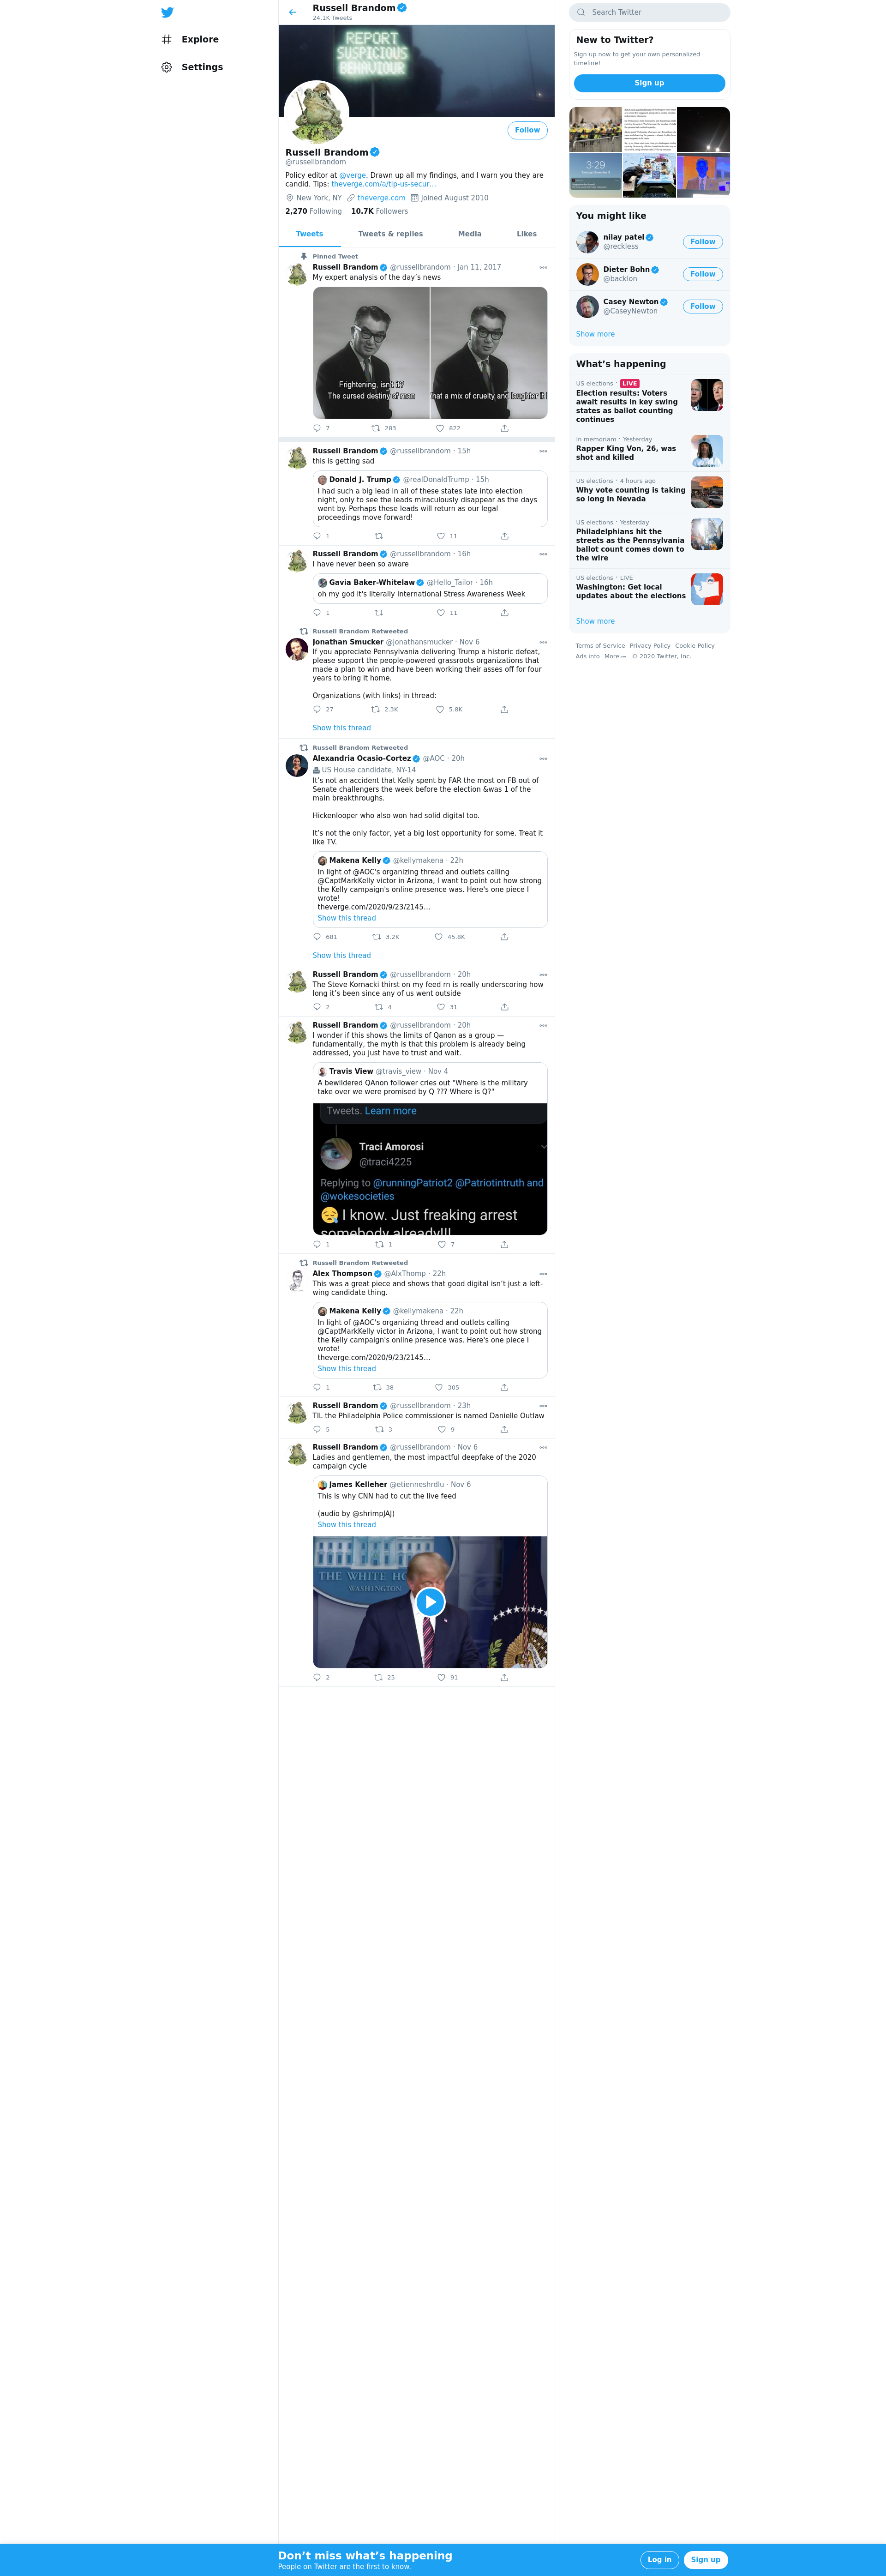 Explore
Settings
Russell Brandom
24.1K Tweets
REPORT
SUSPICIOUS
BEHAVIOUR
Follow
Russell Brandom
@russellbrandom
Policy editor at @verge. Drawn up all my findings, and I warn you they are
candid. Tips: theverge.com/a/tip-us-secur…
New York, NY theverge.com Joined August 2010
2,270 Following 10.7K Followers
Tweets Tweets & replies Media Likes
Pinned Tweet
Russell Brandom @russellbrandom · Jan 11, 2017
My expert analysis of the day’s news
Frightening, isn't it?
The cursed destiny of man
that a mix of cruelty and laughter it i
7 283 822
Russell Brandom @russellbrandom · 15h
this is getting sad
Donald J. Trump @realDonaldTrump · 15h
I had such a big lead in all of these states late into election
night, only to see the leads miraculously disappear as the days
went by. Perhaps these leads will return as our legal
proceedings move forward!
1 11
Russell Brandom @russellbrandom · 16h
I have never been so aware
Gavia Baker-Whitelaw @Hello_Tailor · 16h
oh my god it's literally International Stress Awareness Week
1 11
Russell Brandom Retweeted
Jonathan Smucker @jonathansmucker · Nov 6
If you appreciate Pennsylvania delivering Trump a historic defeat,
please support the people-powered grassroots organizations that
made a plan to win and have been working their asses off for four
years to bring it home.
Organizations (with links) in thread:
27 2.3K 5.8K
Show this thread
Russell Brandom Retweeted
Alexandria Ocasio-Cortez @AOC · 20h
US House candidate, NY-14
It’s not an accident that Kelly spent by FAR the most on FB out of
Senate challengers the week before the election &was 1 of the
main breakthroughs.
Hickenlooper who also won had solid digital too.
It’s not the only factor, yet a big lost opportunity for some. Treat it
like TV.
Makena Kelly @kellymakena · 22h
In light of @AOC's organizing thread and outlets calling
@CaptMarkKelly victor in Arizona, I want to point out how strong
the Kelly campaign's online presence was. Here's one piece I
wrote!
theverge.com/2020/9/23/2145…
Show this thread
681 3.2K 45.8K
Show this thread
Russell Brandom @russellbrandom · 20h
The Steve Kornacki thirst on my feed rn is really underscoring how
long it’s been since any of us went outside
2 4 31
Russell Brandom @russellbrandom · 20h
I wonder if this shows the limits of Qanon as a group —
fundamentally, the myth is that this problem is already being
addressed, you just have to trust and wait.
Travis View @travis_view · Nov 4
A bewildered QAnon follower cries out "Where is the military
take over we were promised by Q ??? Where is Q?"
Tweets. Learn more
Traci Amorosi
@traci4225
Replying to @runningPatriot2 @Patriotintruth and
@wokesocieties
I know. Just freaking arrest
somebody already!!!
1 1 7
Russell Brandom Retweeted
Alex Thompson @AlxThomp · 22h
This was a great piece and shows that good digital isn’t just a left-
wing candidate thing.
Makena Kelly @kellymakena · 22h
In light of @AOC's organizing thread and outlets calling
@CaptMarkKelly victor in Arizona, I want to point out how strong
the Kelly campaign's online presence was. Here's one piece I
wrote!
theverge.com/2020/9/23/2145…
Show this thread
1 38 305
Russell Brandom @russellbrandom · 23h
TIL the Philadelphia Police commissioner is named Danielle Outlaw
5 3 9
Russell Brandom @russellbrandom · Nov 6
Ladies and gentlemen, the most impactful deepfake of the 2020
campaign cycle
James Kelleher @etienneshrdlu · Nov 6
This is why CNN had to cut the live feed
(audio by @shrimpJAJ)
Show this thread
THE WHITE HO
WASHINGTON
2 25 91
Search Twitter
New to Twitter?
Sign up now to get your own personalized
timeline!
Sign up
3:29
You might like
nilay patel
@reckless
Follow
Dieter Bohn
@backlon
Follow
Casey Newton
@CaseyNewton
Follow
Show more
What’s happening
US elections · LIVE
Election results: Voters
await results in key swing
states as ballot counting
continues
In memoriam · Yesterday
Rapper King Von, 26, was
shot and killed
US elections · 4 hours ago
Why vote counting is taking
so long in Nevada
US elections · Yesterday
Philadelphians hit the
streets as the Pennsylvania
ballot count comes down to
the wire
US elections · LIVE
Washington: Get local
updates about the elections
Show more
Terms of Service Privacy Policy Cookie Policy
Ads info More © 2020 Twitter, Inc.
Don’t miss what’s happening
People on Twitter are the first to know.
Log in Sign up